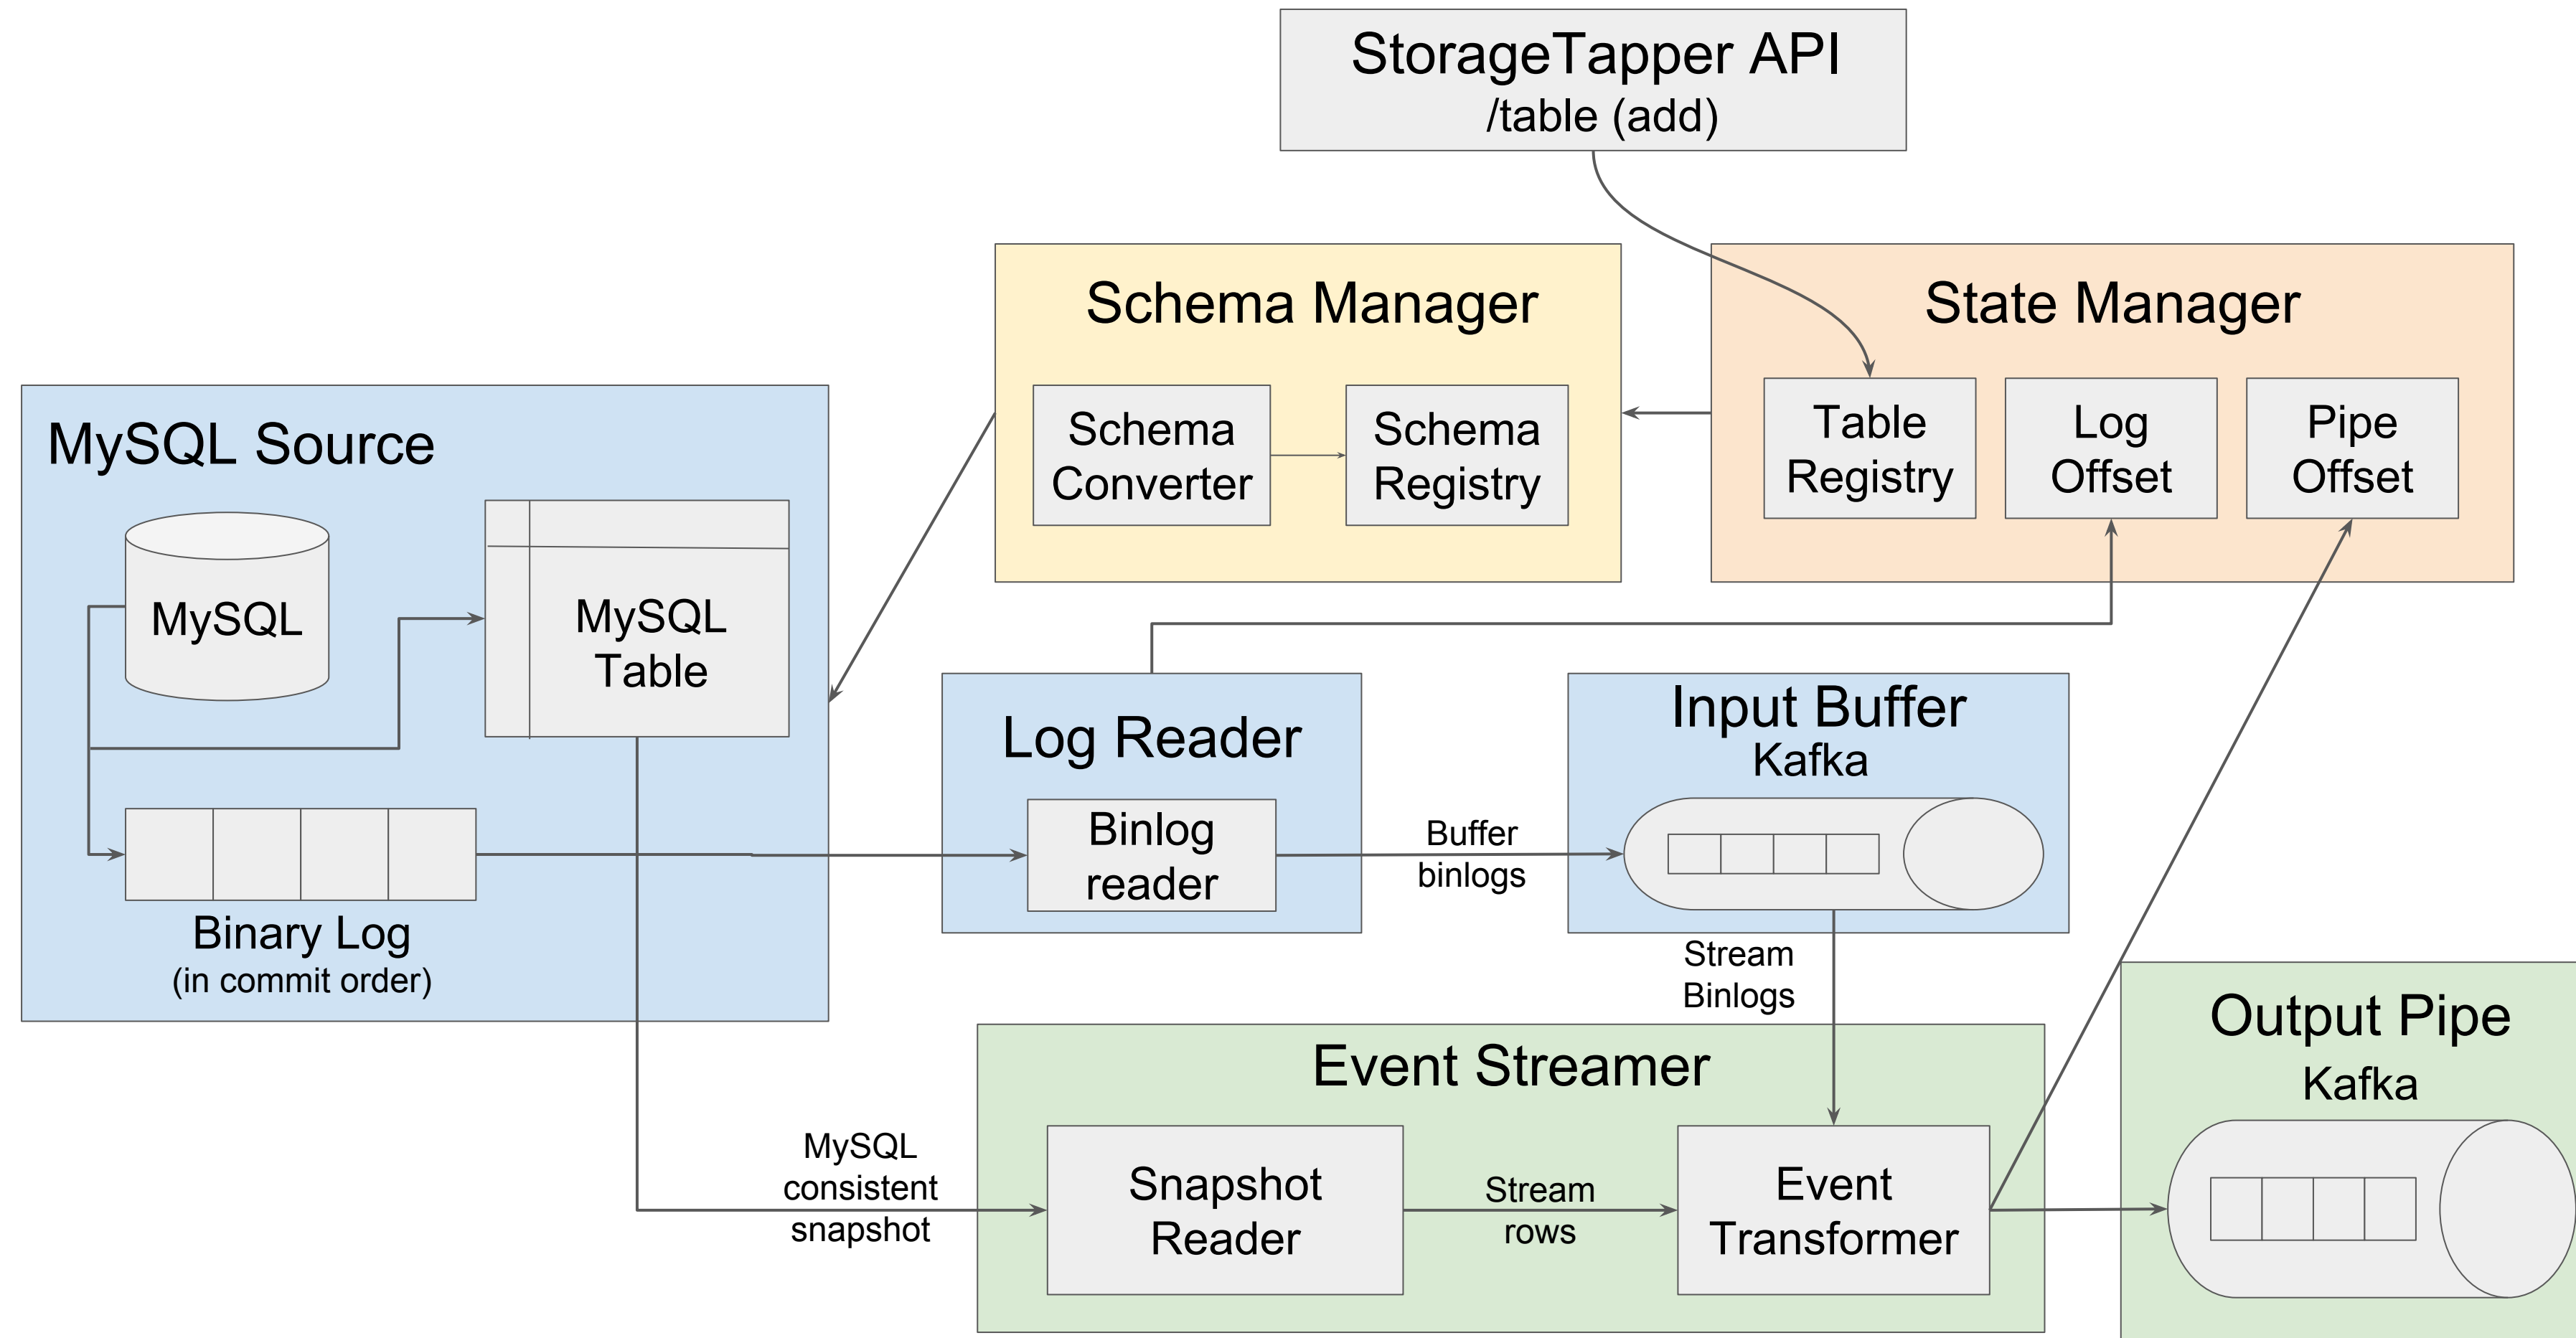 StorageTapper API
/table (add)
Schema Manager
Schema
Converter
Schema
Registry
State Manager
Table
Registry
Log
Offset
Pipe
Offset
MySQL Source
MySQL
MySQL
Table
Binary Log
(in commit order)
Log Reader
Binlog
reader
Buffer
binlogs
Input Buffer
Kafka
Stream
Binlogs
MySQL
consistent
snapshot
Event Streamer
Snapshot
Reader
Stream
rows
Event
Transformer
Output Pipe
Kafka